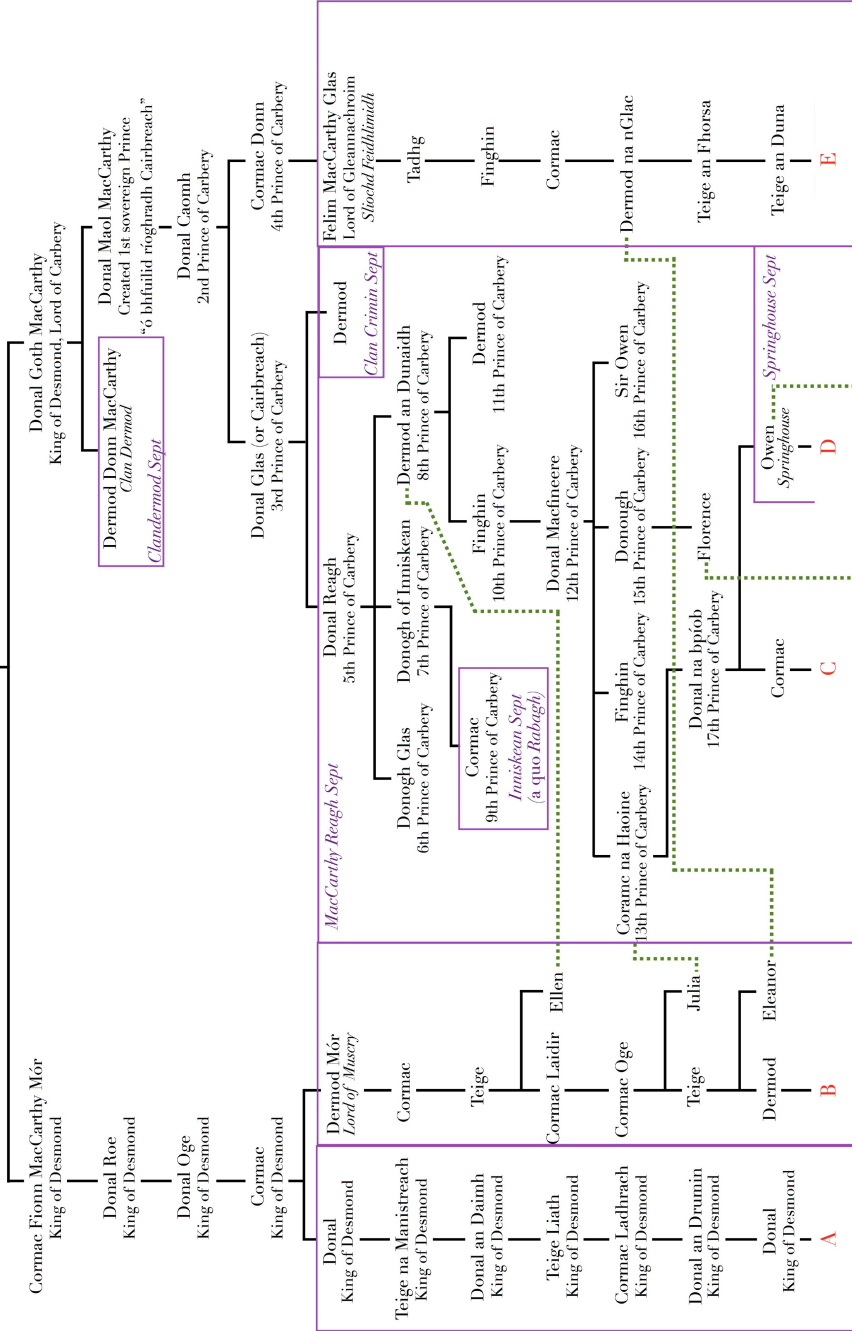 Cormac Fionn MacCarthy Mór
King of Desmond
Donal Goth MacCarthy
King of Desmond, Lord of Carbery
Donal Roe
King of Desmond
Dermod Donn MacCarthy
Clan Dermod
Clandermod Sept
Donal Maol MacCarthy
Created 1st sovereign Prince
“ó bhfuilid ríoghradh Cairbreach”
Donal Oge
King of Desmond
Donal Caomh
2nd Prince of Carbery
Cormac
King of Desmond
Donal Glas (or Cairbreach)
3rd Prince of Carbery
Cormac Donn
4th Prince of Carbery
Donal
King of Desmond
Dermod Mór
Lord of Muscry
MacCarthy Reagh Sept
Donal Reagh
5th Prince of Carbery
Dermod
Clan Crimin Sept
Felim MacCarthy Glas
Lord of Gleannachroim
Sliochd Feidhlimidh
Teige na Manistreach
King of Desmond
Cormac
Donogh Glas
6th Prince of Carbery
Donogh of Inniskean
7th Prince of Carbery
Dermod an Dunaidh
8th Prince of Carbery
Tadhg
Donal an Daimh
King of Desmond
Teige
Cormac
9th Prince of Carbery
Inniskean Sept
(a quo Rabagh)
Finghin
10th Prince of Carbery
Dermod
11th Prince of Carbery
Finghin
Teige Liath
King of Desmond
Cormac Laidir
Ellen
Donal Macfineere
12th Prince of Carbery
Cormac
Cormac Ladhrach
King of Desmond
Cormac Oge
Coramc na Haoine
13th Prince of Carbery
Finghin
14th Prince of Carbery
Donough
15th Prince of Carbery
Sir Owen
16th Prince of Carbery
Dermod na nGlac
Donal an Drumin
King of Desmond
Teige
Julia
Donal na bpíob
17th Prince of Carbery
Florence
Teige an Fhorsa
Donal
King of Desmond
Dermod
Eleanor
Cormac
Owen
Springhouse
Springhouse Sept
Teige an Duna
A
B
C
D
E